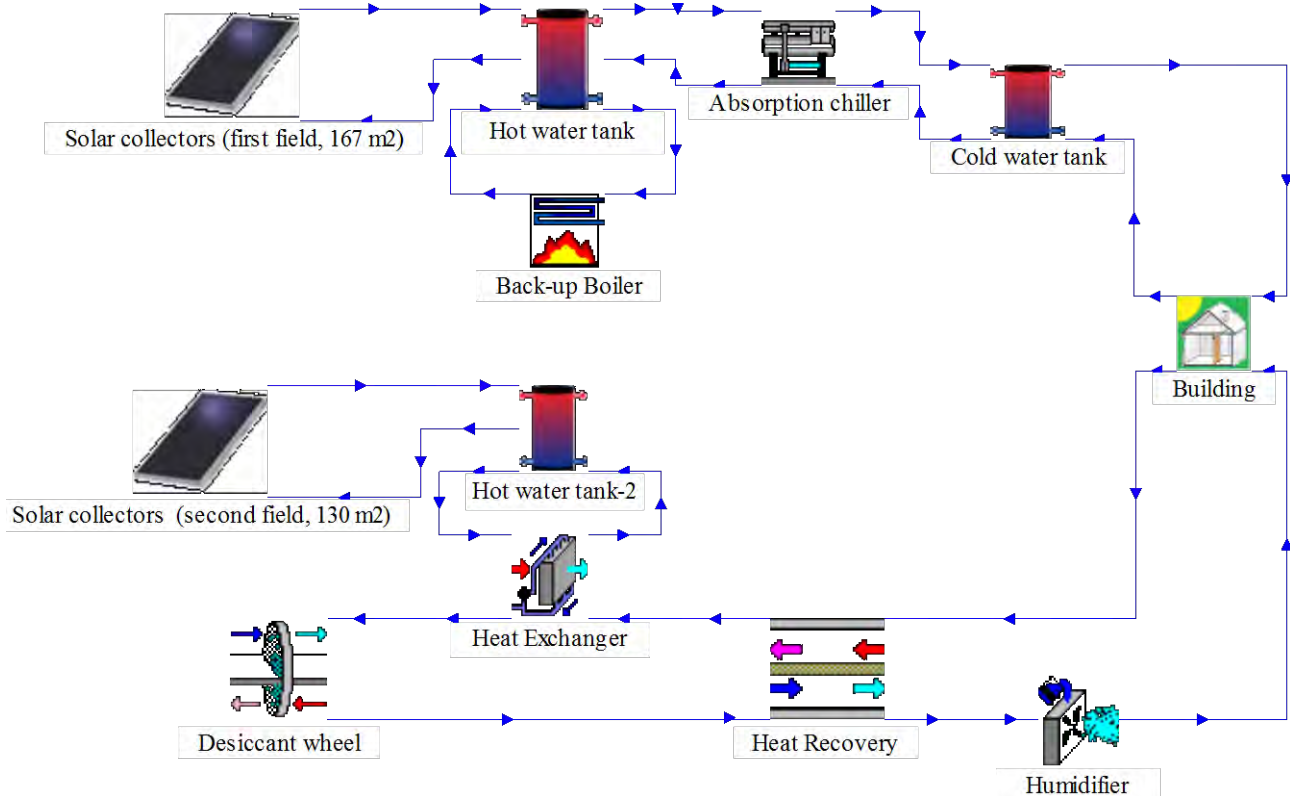 Solar collectors (first field, 167 m2)
Hot water tank
Absorption chiller
Cold water tank
Back-up Boiler
Building
Solar collectors (second field, 130 m2)
Hot water tank-2
Heat Exchanger
Desiccant wheel
Heat Recovery
Humidifier